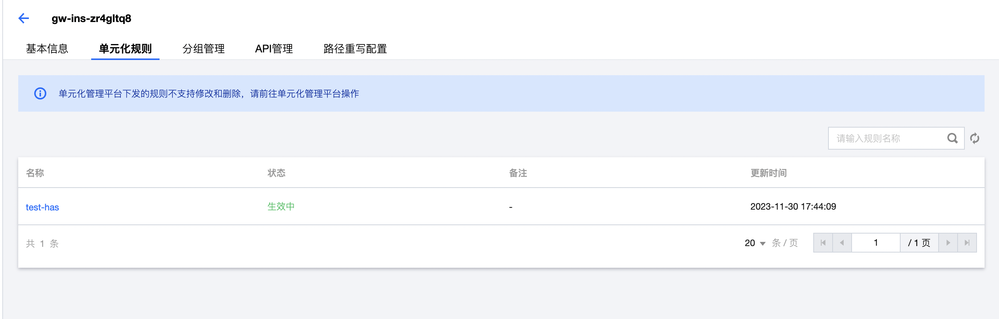 gw-ins-zr4gltq8
基本信息 单元化规则 分组管理 API管理 路径重写配置
单元化管理平台下发的规则不支持修改和删除，请前往单元化管理平台操作
请输入规则名称
名称 状态 备注 更新时间
test-has 生效中 - 2023-11-30 17:44:09
共 1 条 20 条 / 页 1 / 1 页